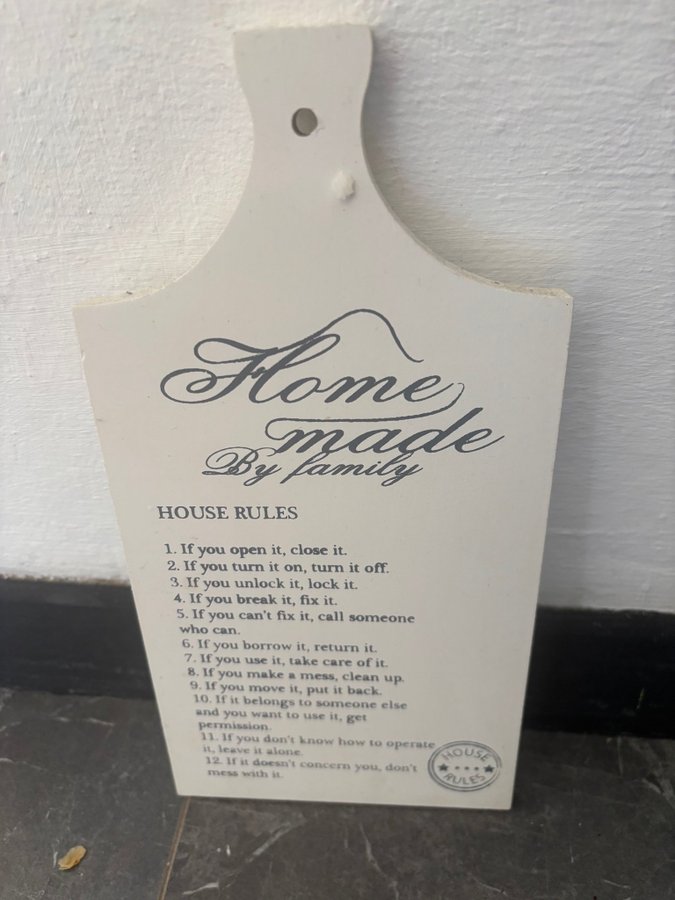 Home
made
By family
HOUSE RULES
1. If you open it, close it.
2. If you turn it on, turn it off.
3. If you unlock it, lock it.
4. If you break it, fix it.
5. If you can't fix it, call someone
who can.
6. If you borrow it, return it.
7. If you use it, take care of it.
8. If you make a mess, clean up.
9. If you move it, put it back.
10. If it belongs to someone else
and you want to use it, get
permission.
11. If you don't know how to operate
it, leave it alone.
12. If it doesn't concern you, don't
mess with it.
HOUSE
RULES